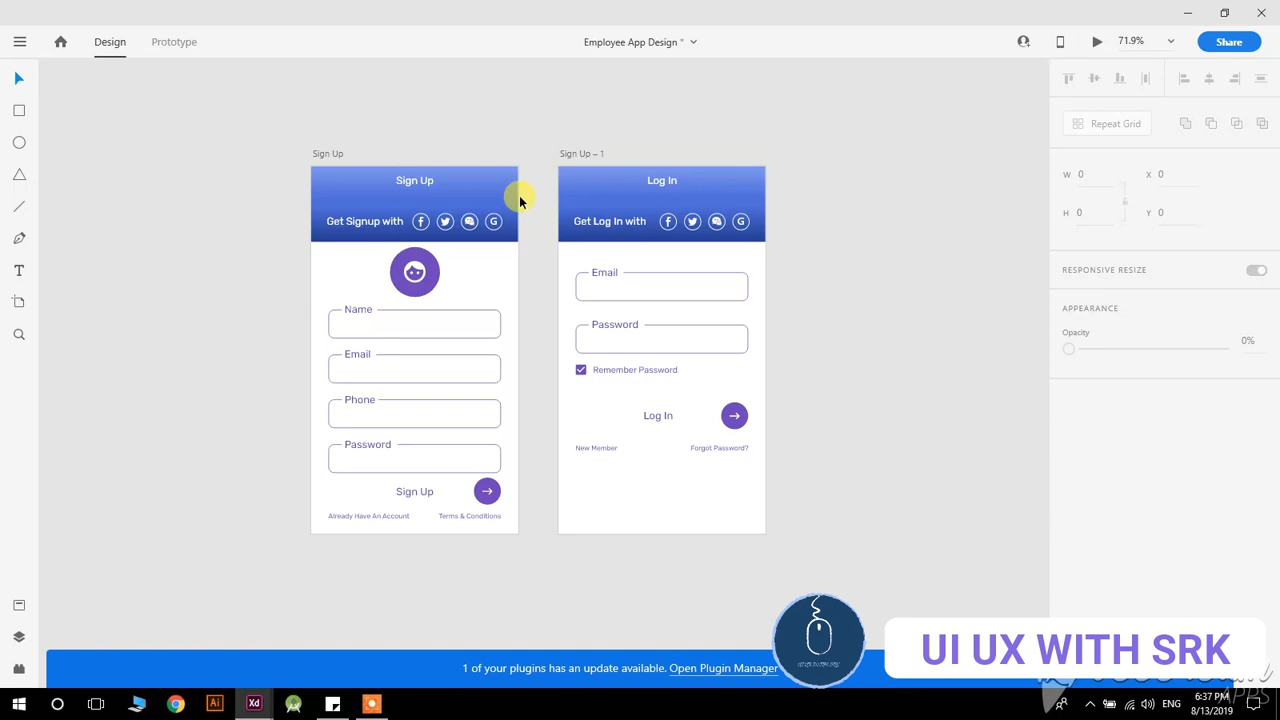 Design
Prototype
Employee App Design *
71.9%
Share
Repeat Grid
W 0
X 0
H 0
Y 0
RESPONSIVE RESIZE
APPEARANCE
Opacity
0%
Sign Up
Sign Up
Get Signup with
f
G
Name
Email
Phone
Password
Sign Up
Already Have An Account
Terms & Conditions
Sign Up – 1
Log In
Get Log In with
f
G
Email
Password
Remember Password
Log In
New Member
Forgot Password?
1 of your plugins has an update available. Open Plugin Manager
UI UX WITH SRK
APPS
Ai
Xd
ENG
6:37 PM
8/13/2019